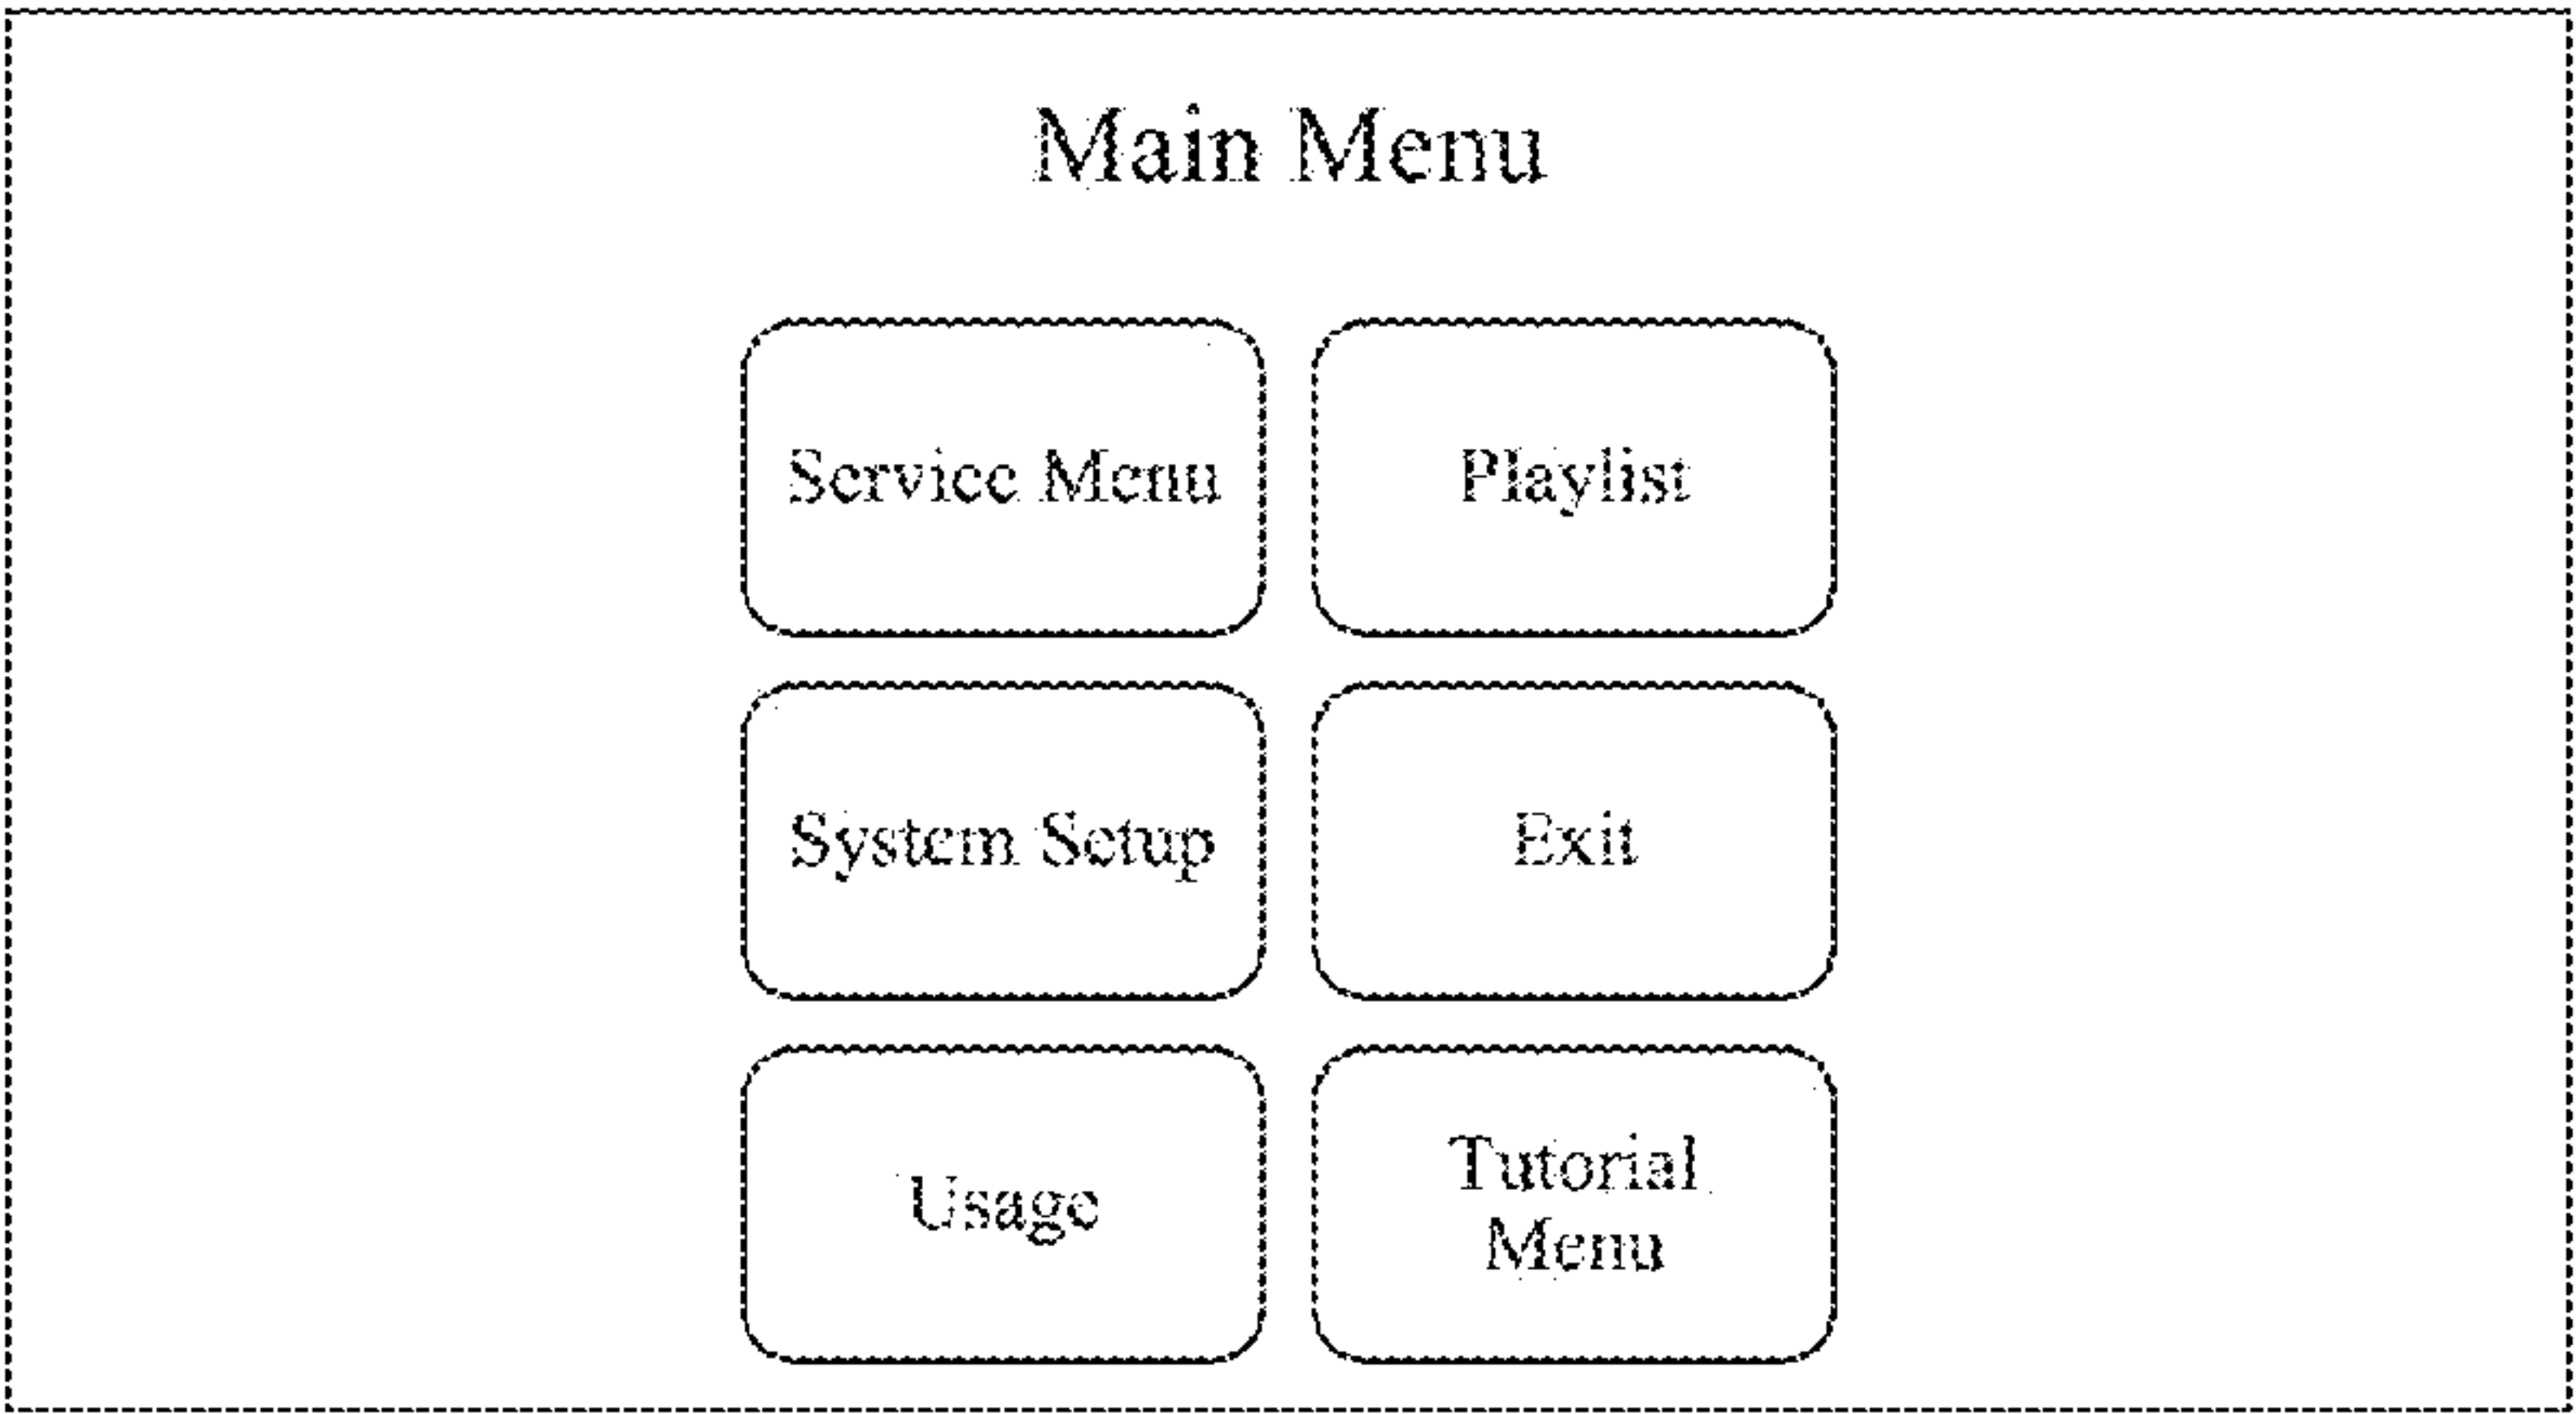 Main Menu
Service Menu
Playlist
System Setup
Exit
Usage
Tutorial
Menu